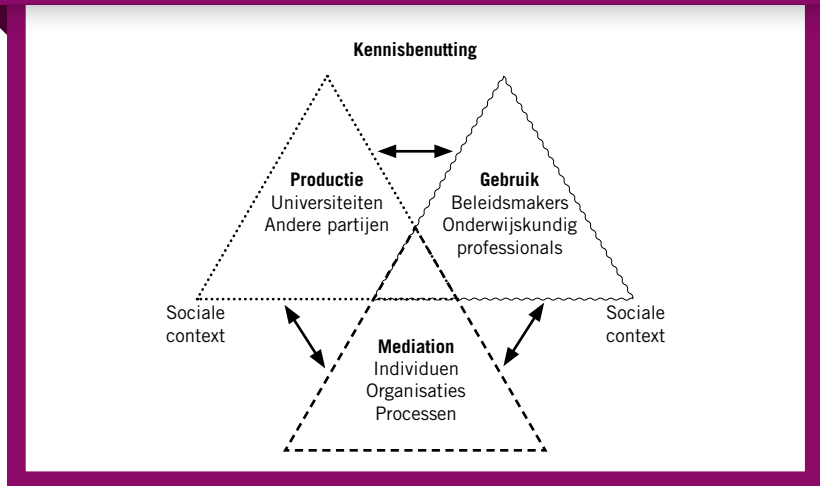 Kennisbenutting
Productie
Universiteiten
Andere partijen
Gebruik
Beleidsmakers
Onderwijskundig
professionals
Sociale
context
Sociale
context
Mediation
Individuen
Organisaties
Processen